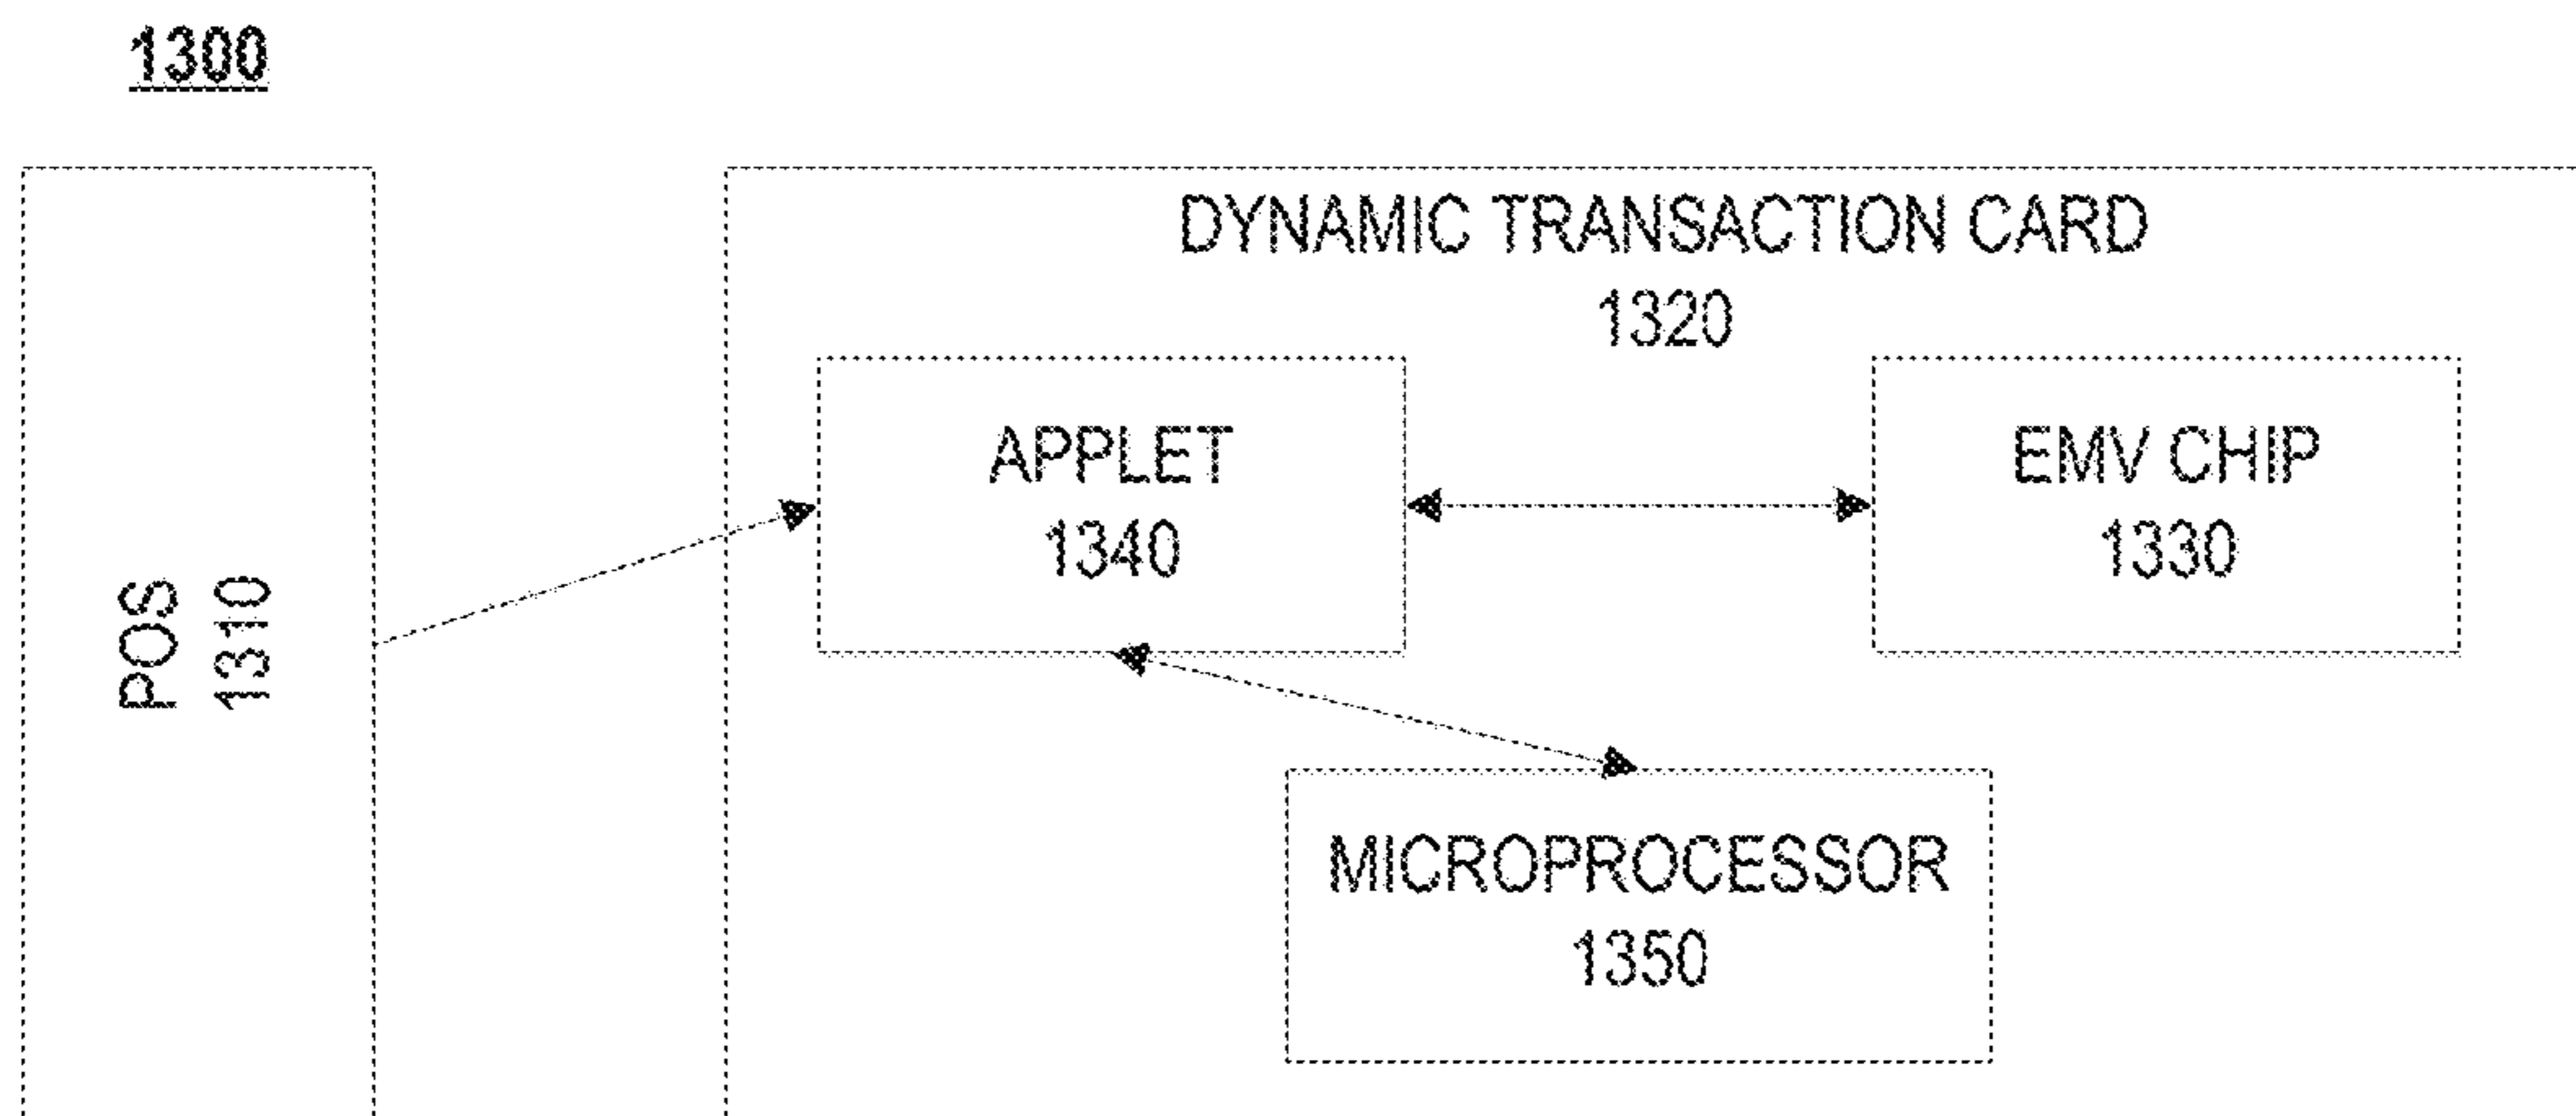 1300
DYNAMIC TRANSACTION CARD
1320
POS
1310
APPLET
1340
EMV CHIP
1330
MICROPROCESSOR
1350